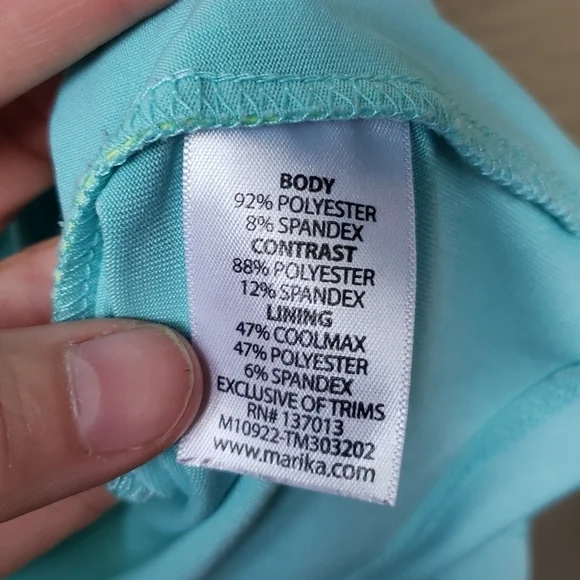 BODY
92% POLYESTER
8% SPANDEX
CONTRAST
88% POLYESTER
12% SPANDEX
LINING
47% COOLMAX
47% POLYESTER
6% SPANDEX
EXCLUSIVE OF TRIMS
RN# 137013
M10922-TM303202
www.marika.com